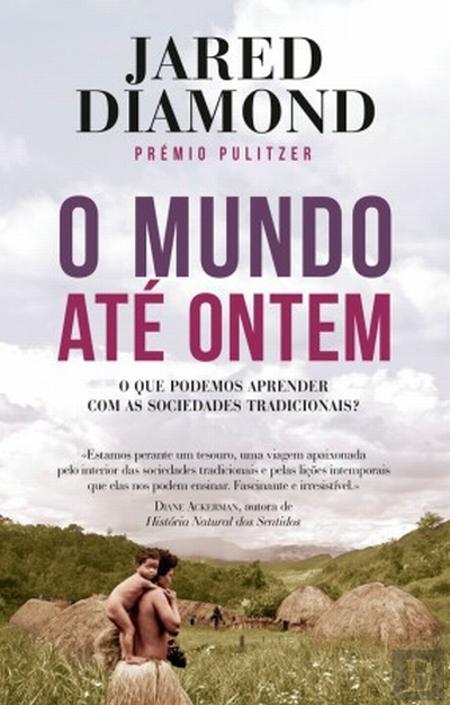 JARED
DIAMOND
PRÉMIO PULITZER
O MUNDO
ATÉ ONTEM
O QUE PODEMOS APRENDER
COM AS SOCIEDADES TRADICIONAIS?
«Estamos perante um tesouro, uma viagem apaixonada
pelo interior das sociedades tradicionais e pelas lições intemporais
que elas nos podem ensinar. Fascinante e irresistível.»
DIANE ACKERMAN, autora de
História Natural dos Sentidos
E